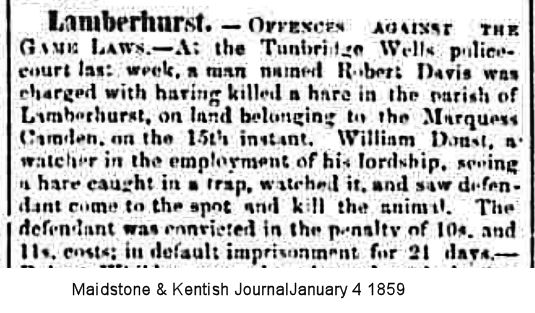 Lamberhurst. — OFFENCES AGAINST THE
GAME LAWS.—At the Tunbridge Wells police-
court last week, a man named Robert Davis was
charged with having killed a hare in the parish of
Lamberhurst, on land belonging to the Marquess
Camden, on the 15th instant. William Doust, a
watcher in the employment of his lordship, seeing
a hare caught in a trap, watched it, and saw defen-
dant come to the spot and kill the animal. The
defendant was convicted in the penalty of 10s. and
11s. costs; in default imprisonment for 21 days.—
Maidstone & Kentish JournalJanuary 4 1859